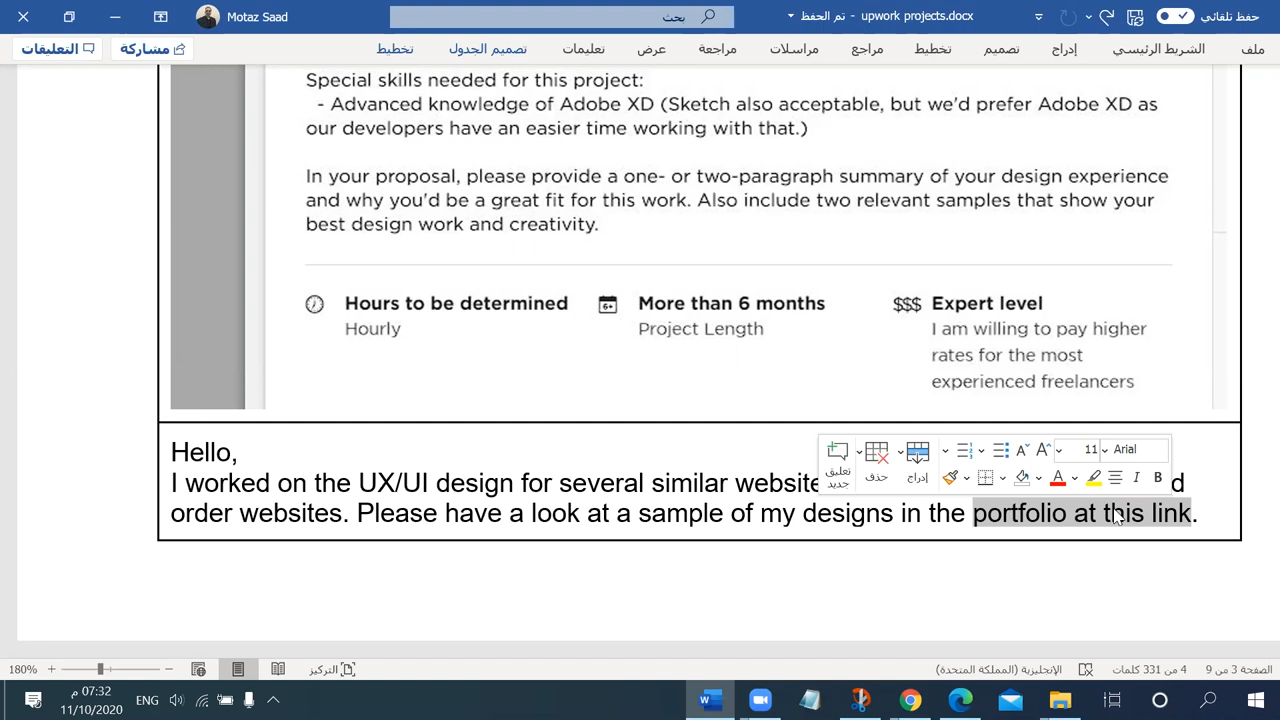 Motaz Saad
بحث
upwork projects.docx – تم الحفظ
حفظ تلقائي
ملف
الشريط الرئيسي
إدراج
تصميم
تخطيط
مراجع
مراسلات
مراجعة
عرض
تعليمات
تصميم الجدول
تخطيط
مشاركة
التعليقات
Special skills needed for this project:
- Advanced knowledge of Adobe XD (Sketch also acceptable, but we'd prefer Adobe XD as
our developers have an easier time working with that.)
In your proposal, please provide a one- or two-paragraph summary of your design experience
and why you'd be a great fit for this work. Also include two relevant samples that show your
best design work and creativity.
Hours to be determined
Hourly
6+
More than 6 months
Project Length
$$$ Expert level
I am willing to pay higher
rates for the most
experienced freelancers
Hello,
I worked on the UX/UI design for several similar website
d
order websites. Please have a look at a sample of my designs in the portfolio at this link.
11
Arial
تعليق
جديد
حذف
إدراج
I
B
180%
التركيز
الإنجليزية (المملكة المتحدة)
4 من 331 كلمات
الصفحة 3 من 9
07:32 م
11/10/2020
ENG